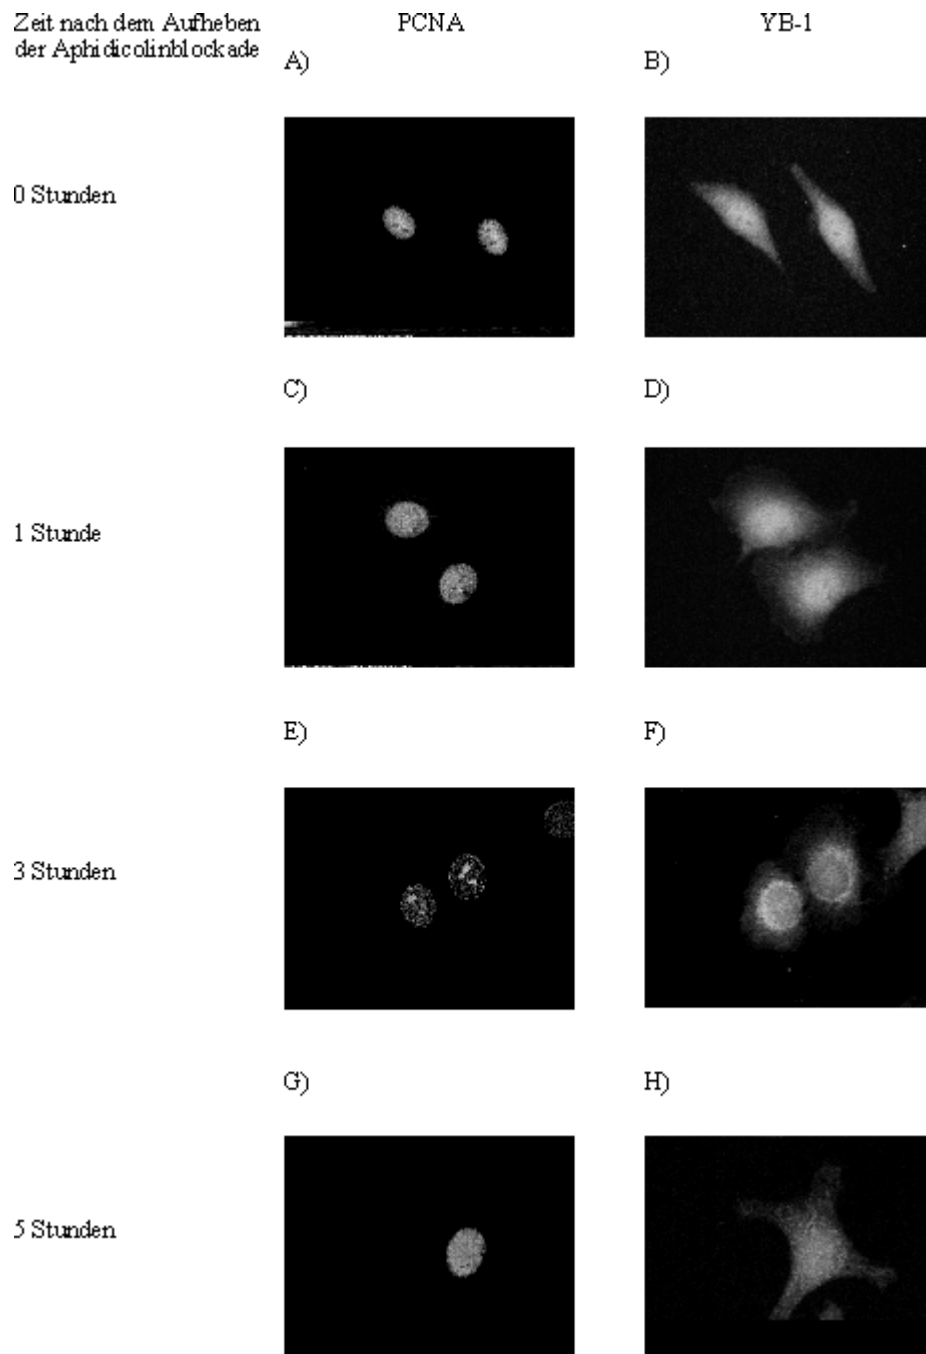 Zeit nach dem Aufheben
der Aphidicolinblockade
PCNA
YB-1
A)
B)
0 Stunden
C)
D)
1 Stunde
E)
F)
3 Stunden
G)
H)
5 Stunden